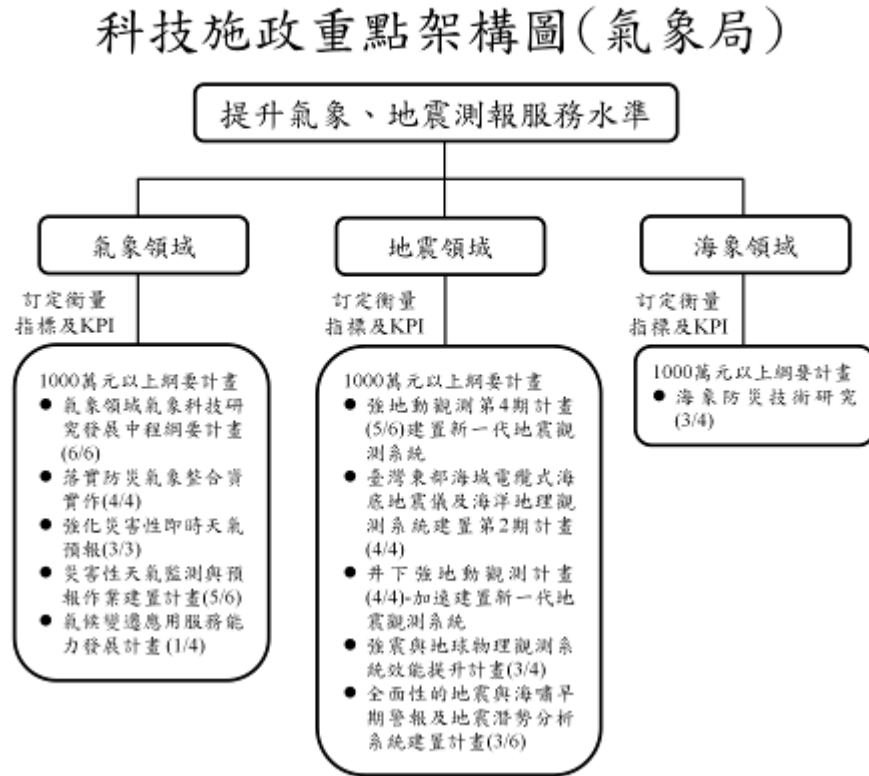 科技施政重點架構圖(氣象局)
提升氣象、地震測報服務水準
氣象領域
訂定衡量
指標及KPI
1000萬元以上綱要計畫
● 氣象領域氣象科技研
究發展中程綱要計畫
(6/6)
● 落實防災氣象整合資
實作(4/4)
● 強化災害性即時天氣
預報(3/3)
● 災害性天氣監測與預
報作業建置計畫(5/6)
● 氣候變遷應用服務能
力發展計畫(1/4)
地震領域
訂定衡量
指標及KPI
1000萬元以上綱要計畫
● 強地動觀測第4期計畫
(5/6)建置新一代地震觀
測系統
● 臺灣東部海域電纜式海
底地震儀及海洋地理觀
測系統建置第2期計畫
(4/4)
● 井下強地動觀測計畫
(4/4)-加速建置新一代地
震觀測系統
● 強震與地球物理觀測系
統效能提升計畫(3/4)
● 全面性的地震與海嘯早
期警報及地震潛勢分析
系統建置計畫(3/6)
海象領域
訂定衡量
指標及KPI
1000萬元以上綱要計畫
● 海象防災技術研究
(3/4)